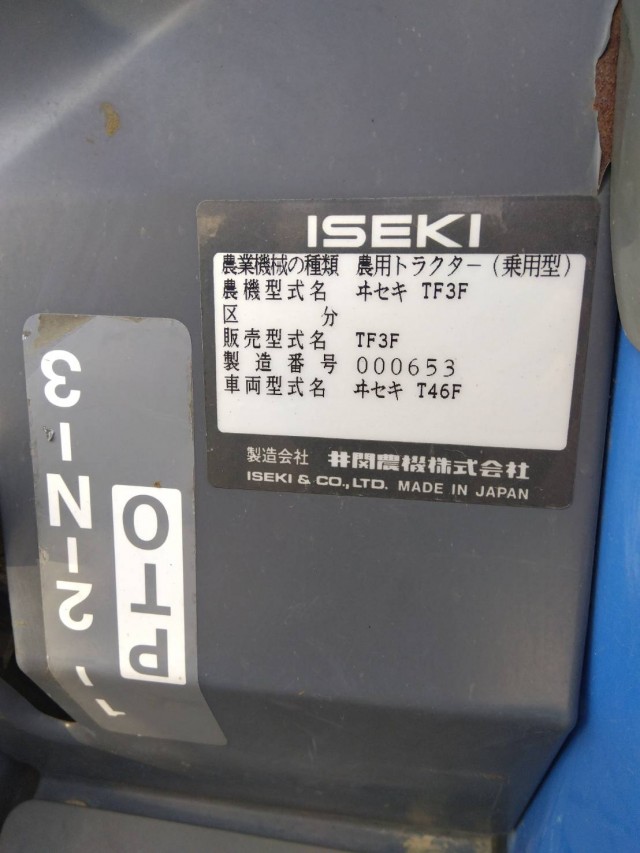 ISEKI
農業機械の種類 農用トラクター(乗用型)
農機型式名 ヰセキ TF3F
区分
販売型式名 TF3F
製造番号 000653
車両型式名 ヰセキ T46F
製造会社 井関農機株式会社
ISEKI & CO., LTD. MADE IN JAPAN
PTO
1-2-N-3